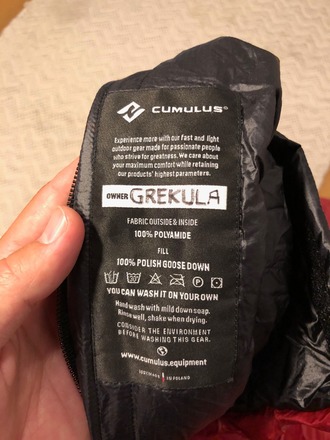 CUMULUS®
Experience more with our fast and light
outdoor gear made for passionate people
who strive for greatness. We care about
your maximum comfort while retaining
our products' highest parameters.
OWNER GREKULA
FABRIC OUTSIDE & INSIDE
100% POLYAMIDE
FILL
100% POLISH GOOSE DOWN
YOU CAN WASH IT ON YOUR OWN
Hand wash with mild down soap.
Rinse well, shake when drying.
CONSIDER THE ENVIRONMENT
BEFORE WASHING THIS GEAR.
www.cumulus.equipment
IN POLAND